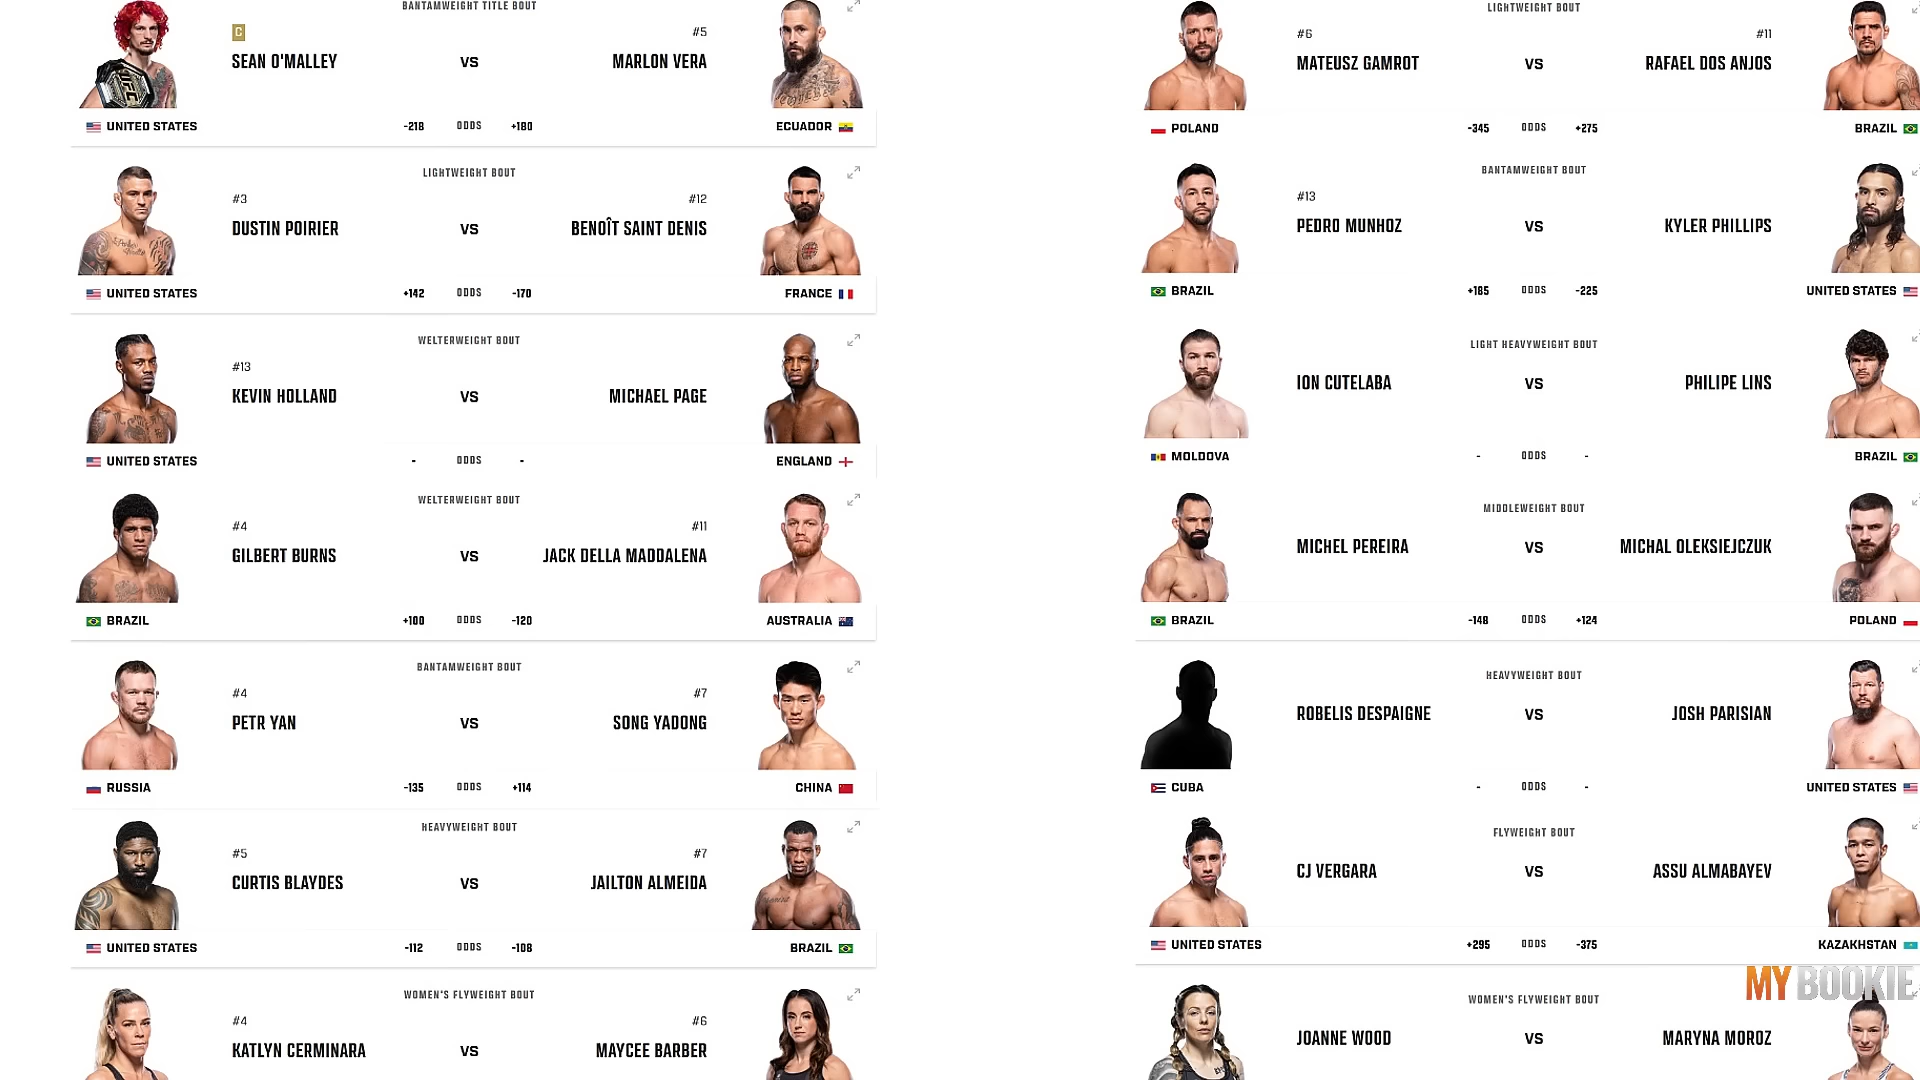 BANTAMWEIGHT TITLE BOUT
C
#5
SEAN O'MALLEY
VS
MARLON VERA
UNITED STATES
-218
ODDS
+180
ECUADOR
LIGHTWEIGHT BOUT
#3
#12
DUSTIN POIRIER
VS
BENOÎT SAINT DENIS
UNITED STATES
+142
ODDS
-170
FRANCE
WELTERWEIGHT BOUT
#13
KEVIN HOLLAND
VS
MICHAEL PAGE
UNITED STATES
-
ODDS
-
ENGLAND
WELTERWEIGHT BOUT
#4
#11
GILBERT BURNS
VS
JACK DELLA MADDALENA
BRAZIL
+100
ODDS
-120
AUSTRALIA
BANTAMWEIGHT BOUT
#4
#7
PETR YAN
VS
SONG YADONG
RUSSIA
-135
ODDS
+114
CHINA
HEAVYWEIGHT BOUT
#5
#7
CURTIS BLAYDES
VS
JAILTON ALMEIDA
UNITED STATES
-112
ODDS
-108
BRAZIL
WOMEN'S FLYWEIGHT BOUT
#4
#6
KATLYN CERMINARA
VS
MAYCEE BARBER
LIGHTWEIGHT BOUT
#6
#11
MATEUSZ GAMROT
VS
RAFAEL DOS ANJOS
POLAND
-345
ODDS
+275
BRAZIL
BANTAMWEIGHT BOUT
#13
PEDRO MUNHOZ
VS
KYLER PHILLIPS
BRAZIL
+185
ODDS
-225
UNITED STATES
LIGHT HEAVYWEIGHT BOUT
ION CUTELABA
VS
PHILIPE LINS
MOLDOVA
-
ODDS
-
BRAZIL
MIDDLEWEIGHT BOUT
MICHEL PEREIRA
VS
MICHAL OLEKSIEJCZUK
BRAZIL
-148
ODDS
+124
POLAND
HEAVYWEIGHT BOUT
ROBELIS DESPAIGNE
VS
JOSH PARISIAN
CUBA
-
ODDS
-
UNITED STATES
FLYWEIGHT BOUT
CJ VERGARA
VS
ASSU ALMABAYEV
UNITED STATES
+295
ODDS
-375
KAZAKHSTAN
MYBOOKIE
WOMEN'S FLYWEIGHT BOUT
JOANNE WOOD
VS
MARYNA MOROZ